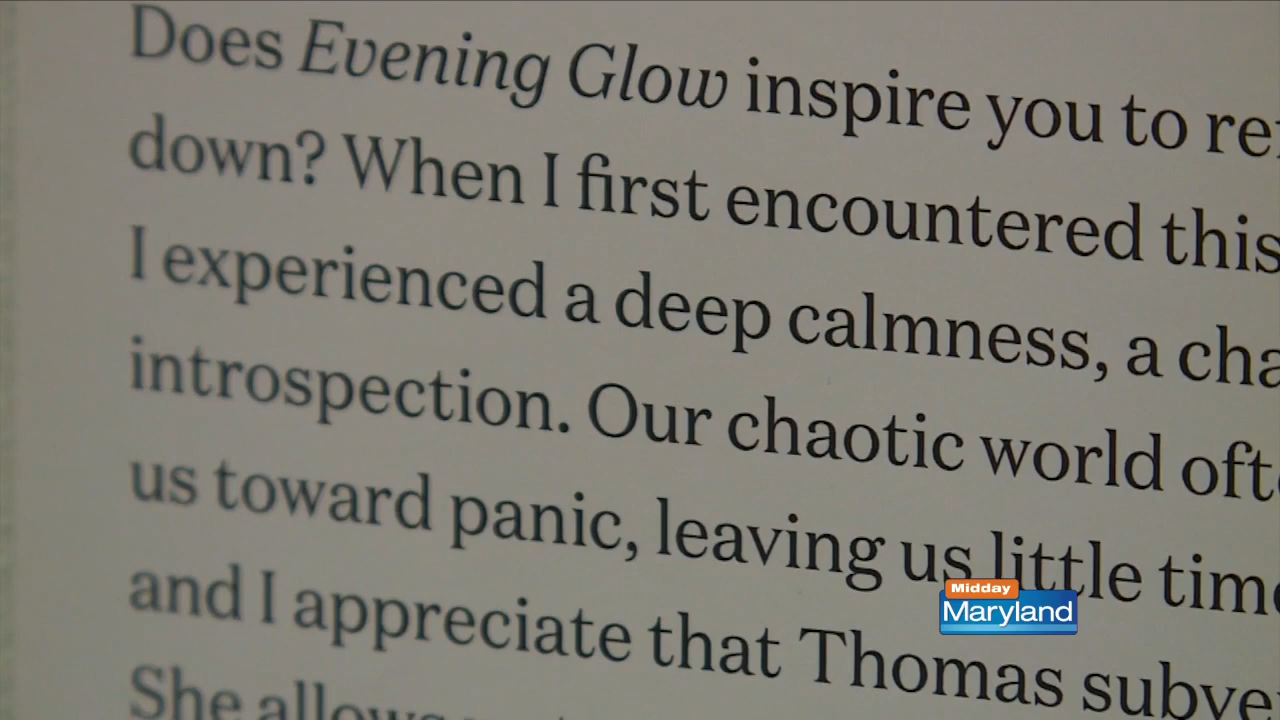 Does Evening Glow inspire you to
down? When I first encountered this
I experienced a deep calmness, a
introspection. Our chaotic world
us toward panic, leaving us little
and I appreciate that Thomas
She
Midday
Maryland